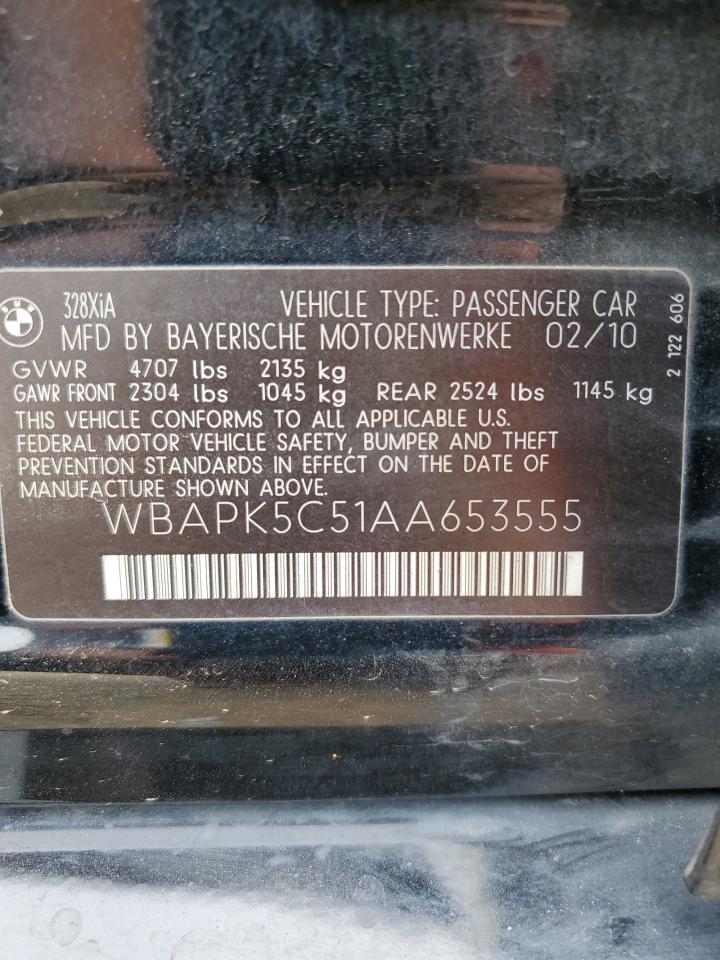 BMW
328XiA VEHICLE TYPE: PASSENGER CAR
MFD BY BAYERISCHE MOTORENWERKE 02/10
GVWR 4707 lbs 2135 kg
GAWR FRONT 2304 lbs 1045 kg REAR 2524 lbs 1145 kg
THIS VEHICLE CONFORMS TO ALL APPLICABLE U.S.
FEDERAL MOTOR VEHICLE SAFETY, BUMPER AND THEFT
PREVENTION STANDARDS IN EFFECT ON THE DATE OF
MANUFACTURE SHOWN ABOVE.
WBAPK5C51AA653555
2 122 606